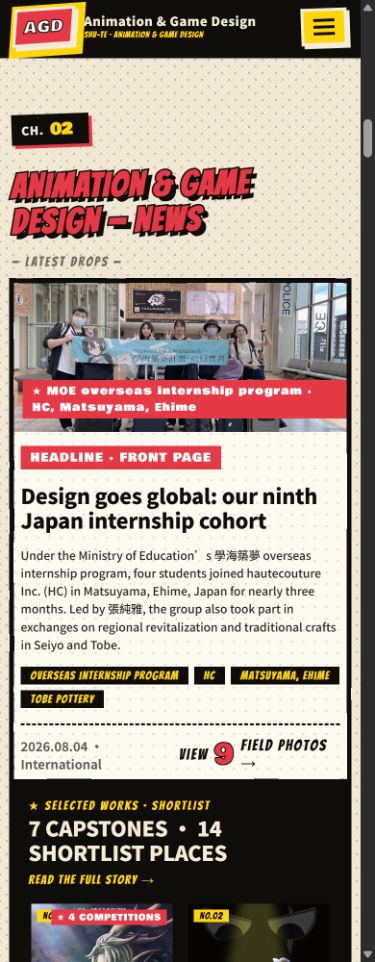 AGD
Animation & Game Design
SHU-TE · ANIMATION & GAME DESIGN
CH. 02
ANIMATION & GAME
DESIGN — NEWS
— LATEST DROPS —
POLICE
★ MOE overseas internship program ·
HC, Matsuyama, Ehime
HEADLINE · FRONT PAGE
Design goes global: our ninth
Japan internship cohort
Under the Ministry of Education’s 學海築夢 overseas
internship program, four students joined hautecouture
Inc. (HC) in Matsuyama, Ehime, Japan for nearly three
months. Led by 張純雅, the group also took part in
exchanges on regional revitalization and traditional crafts
in Seiyo and Tobe.
OVERSEAS INTERNSHIP PROGRAM
HC
MATSUYAMA, EHIME
TOBE POTTERY
2026.08.04 •
International
VIEW 9 FIELD PHOTOS
→
★ SELECTED WORKS · SHORTLIST
7 CAPSTONES • 14
SHORTLIST PLACES
READ THE FULL STORY →
★ 4 COMPETITIONS
NO.02